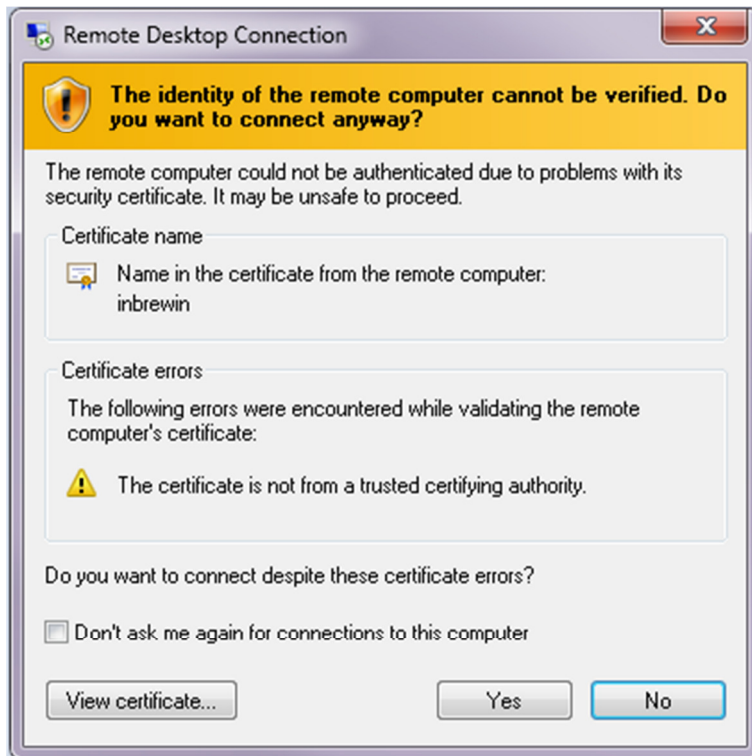 Remote Desktop Connection
The identity of the remote computer cannot be verified. Do
you want to connect anyway?
The remote computer could not be authenticated due to problems with its
security certificate. It may be unsafe to proceed.
Certificate name
Name in the certificate from the remote computer:
inbrewin
Certificate errors
The following errors were encountered while validating the remote
computer's certificate:
The certificate is not from a trusted certifying authority.
Do you want to connect despite these certificate errors?
Don't ask me again for connections to this computer
View certificate... Yes No